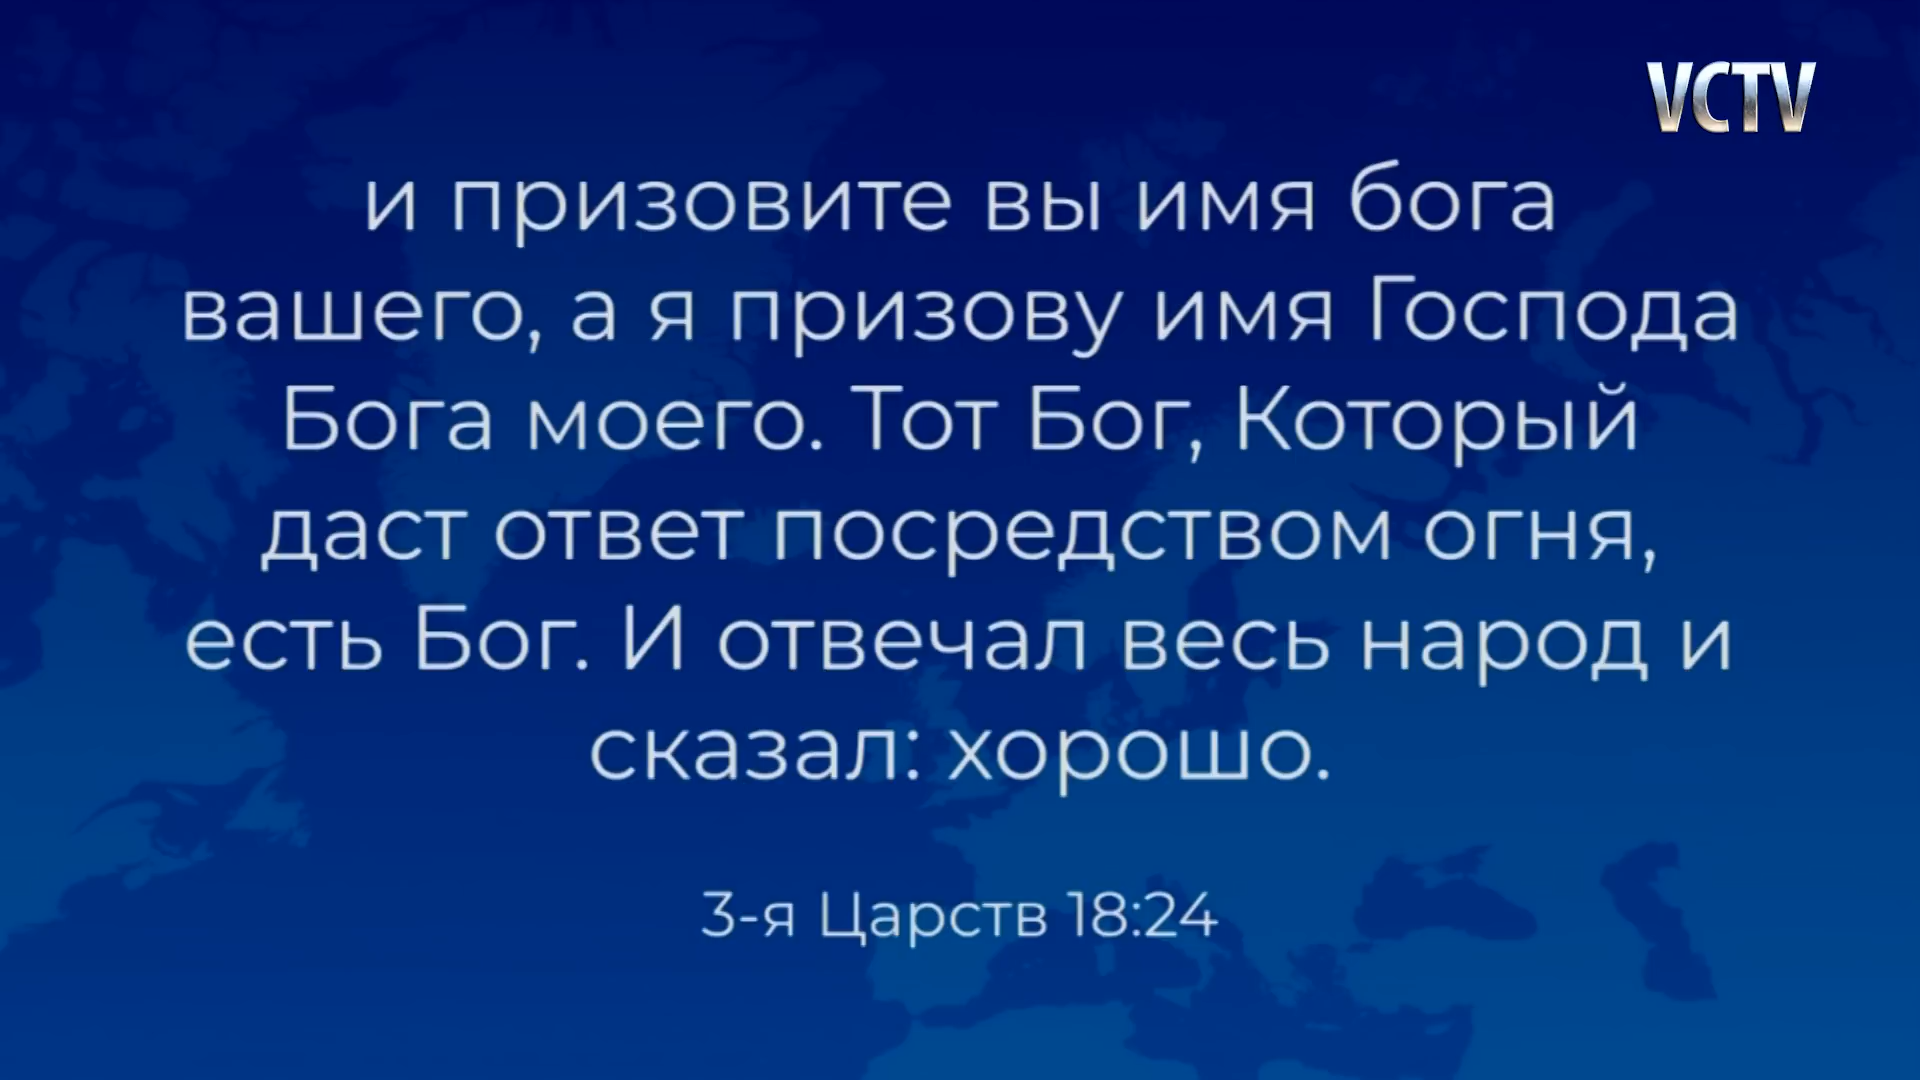 VCTV
и призовите вы имя бога
вашего, а я призову имя Господа
Бога моего. Тот Бог, Который
даст ответ посредством огня,
есть Бог. И отвечал весь народ и
сказал: хорошо.
3-я Царств 18:24